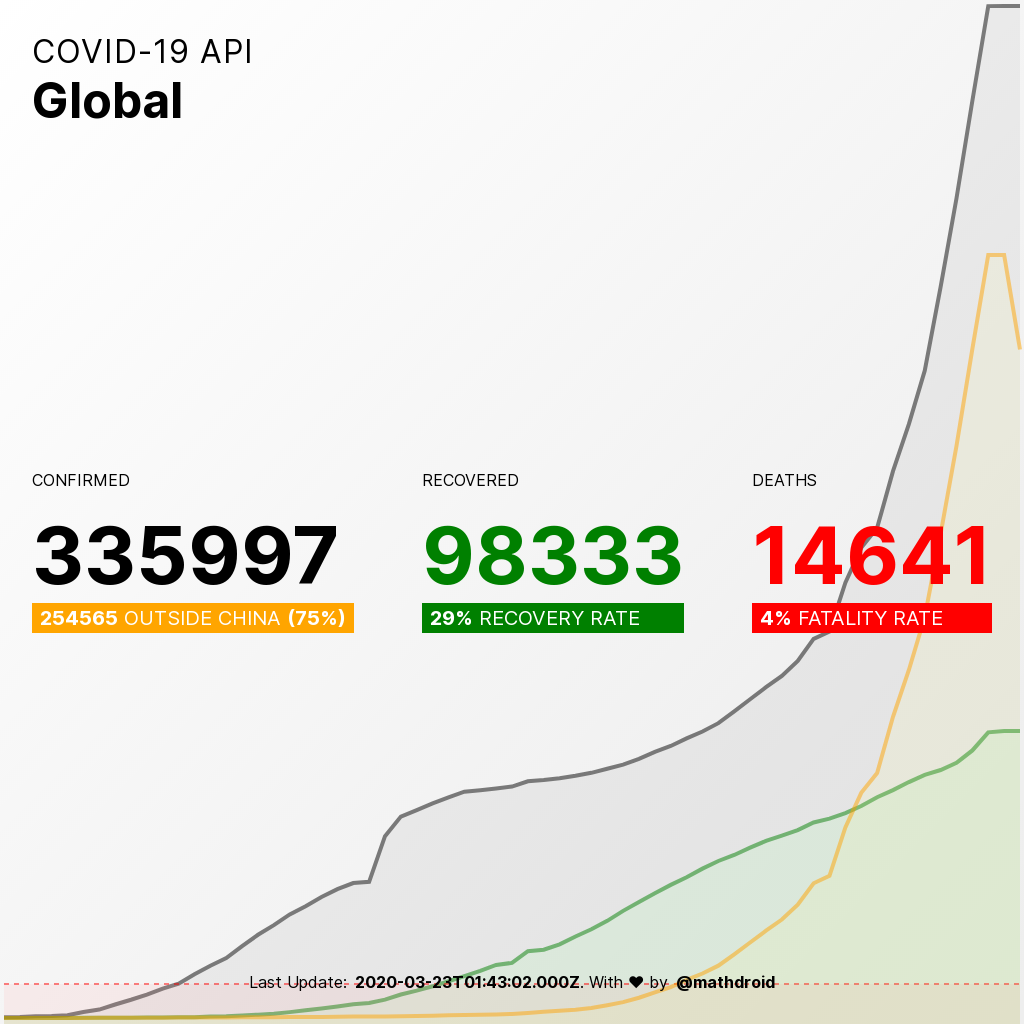 COVID-19 API
Global
CONFIRMED
335997
254565 OUTSIDE CHINA (75%)
RECOVERED
98333
29% RECOVERY RATE
DEATHS
14641
4% FATALITY RATE
Last Update: 2020-03-23T01:43:02.000Z. With ♥ by @mathdroid